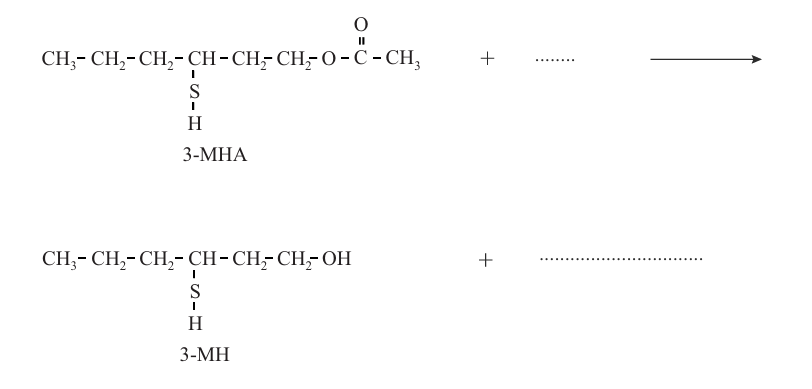 O
CH₃-CH₂-CH₂-CH-CH₂-CH₂-O-C-CH₃ + ........
S
H
3-MHA
CH₃-CH₂-CH₂-CH-CH₂-CH₂-OH + ................................
S
H
3-MH